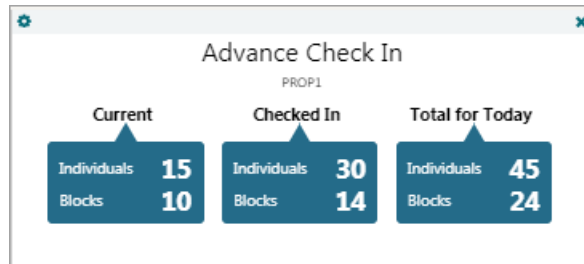 Advance Check In
PROP1
Current
Individuals 15
Blocks 10
Checked In
Individuals 30
Blocks 14
Total for Today
Individuals 45
Blocks 24